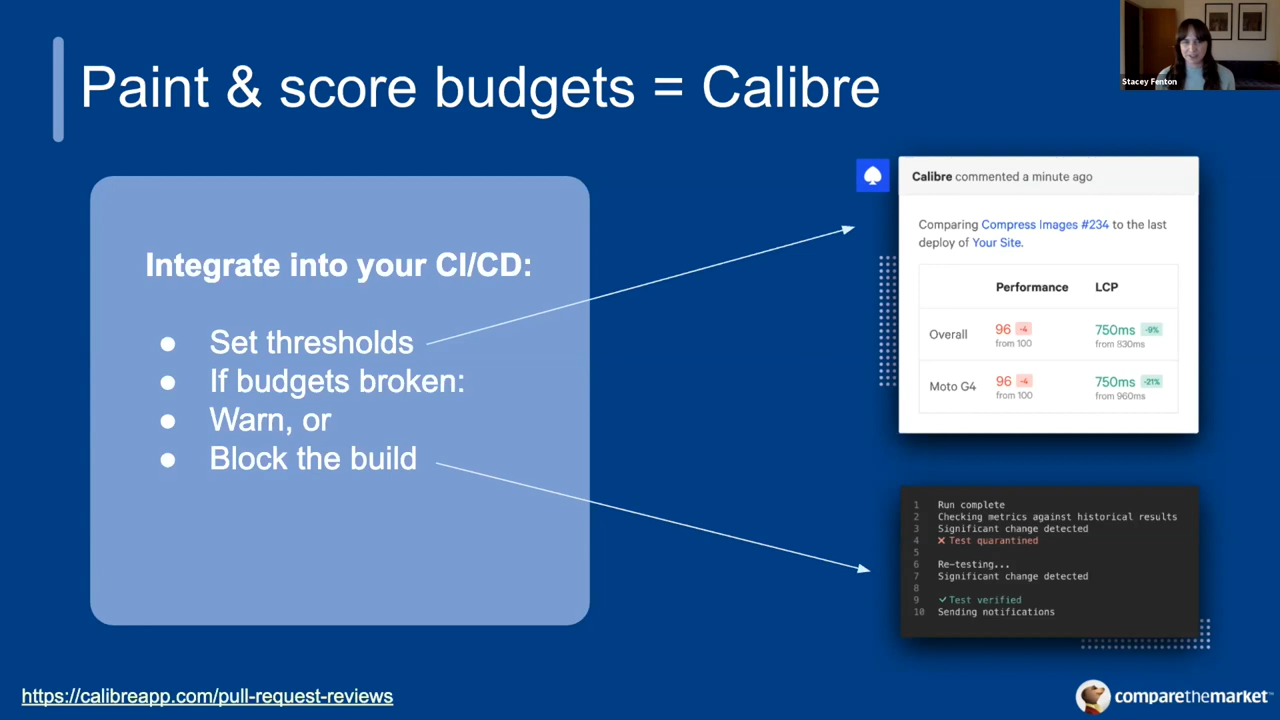 Paint & score budgets = Calibre
Stacey Fenton
Integrate into your CI/CD:
● Set thresholds
● If budgets broken:
● Warn, or
● Block the build
Calibre commented a minute ago
Comparing Compress Images #234 to the last
deploy of Your Site.
Performance LCP
Overall 96 -4 750ms -9%
from 100 from 830ms
Moto G4 96 -4 750ms -21%
from 100 from 960ms
1 Run complete
2 Checking metrics against historical results
3 Significant change detected
4 ✕ Test quarantined
5
6 Re-testing...
7 Significant change detected
8
9 ✓ Test verified
10 Sending notifications
https://calibreapp.com/pull-request-reviews
comparethemarket™